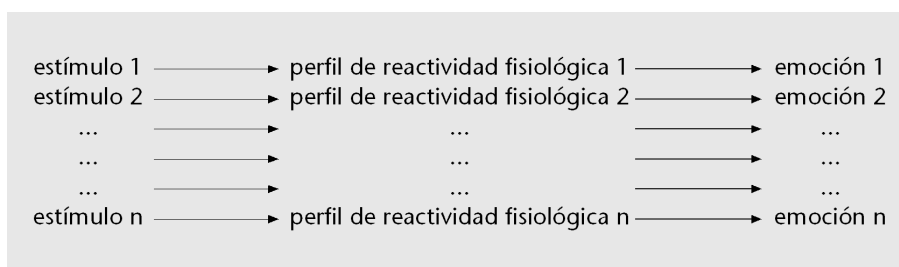 estímulo 1 perfil de reactividad fisiológica 1 emoción 1
estímulo 2 perfil de reactividad fisiológica 2 emoción 2
... ... ...
... ... ...
... ... ...
estímulo n perfil de reactividad fisiológica n emoción n